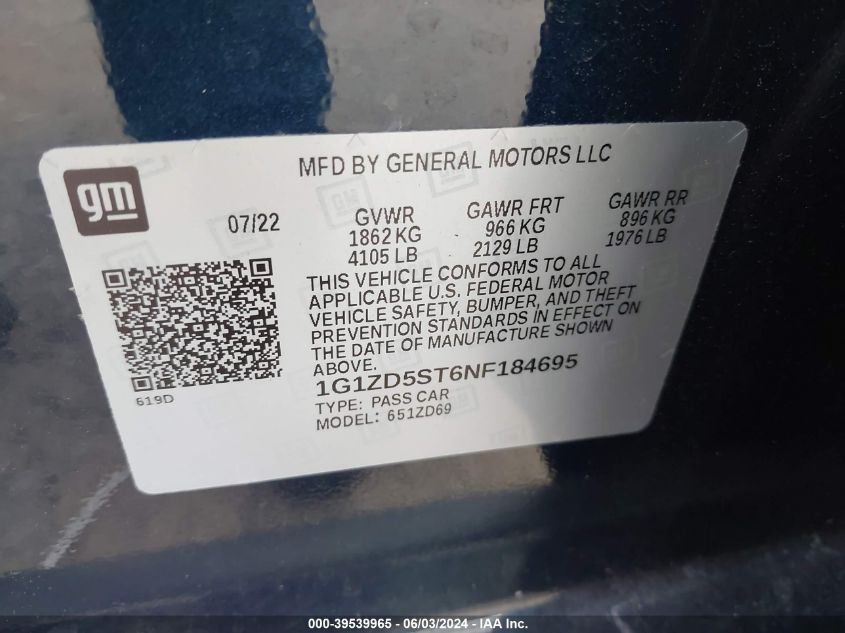 MFD BY GENERAL MOTORS LLC
gm
07/22
GVWR GAWR FRT GAWR RR
1862 KG 966 KG 896 KG
4105 LB 2129 LB 1976 LB
THIS VEHICLE CONFORMS TO ALL
APPLICABLE U.S. FEDERAL MOTOR
VEHICLE SAFETY, BUMPER, AND THEFT
PREVENTION STANDARDS IN EFFECT ON
THE DATE OF MANUFACTURE SHOWN
ABOVE.
1G1ZD5ST6NF184695
619D
TYPE: PASS CAR
MODEL: 651ZD69
000-39539965 - 06/03/2024 - © IAA Inc.